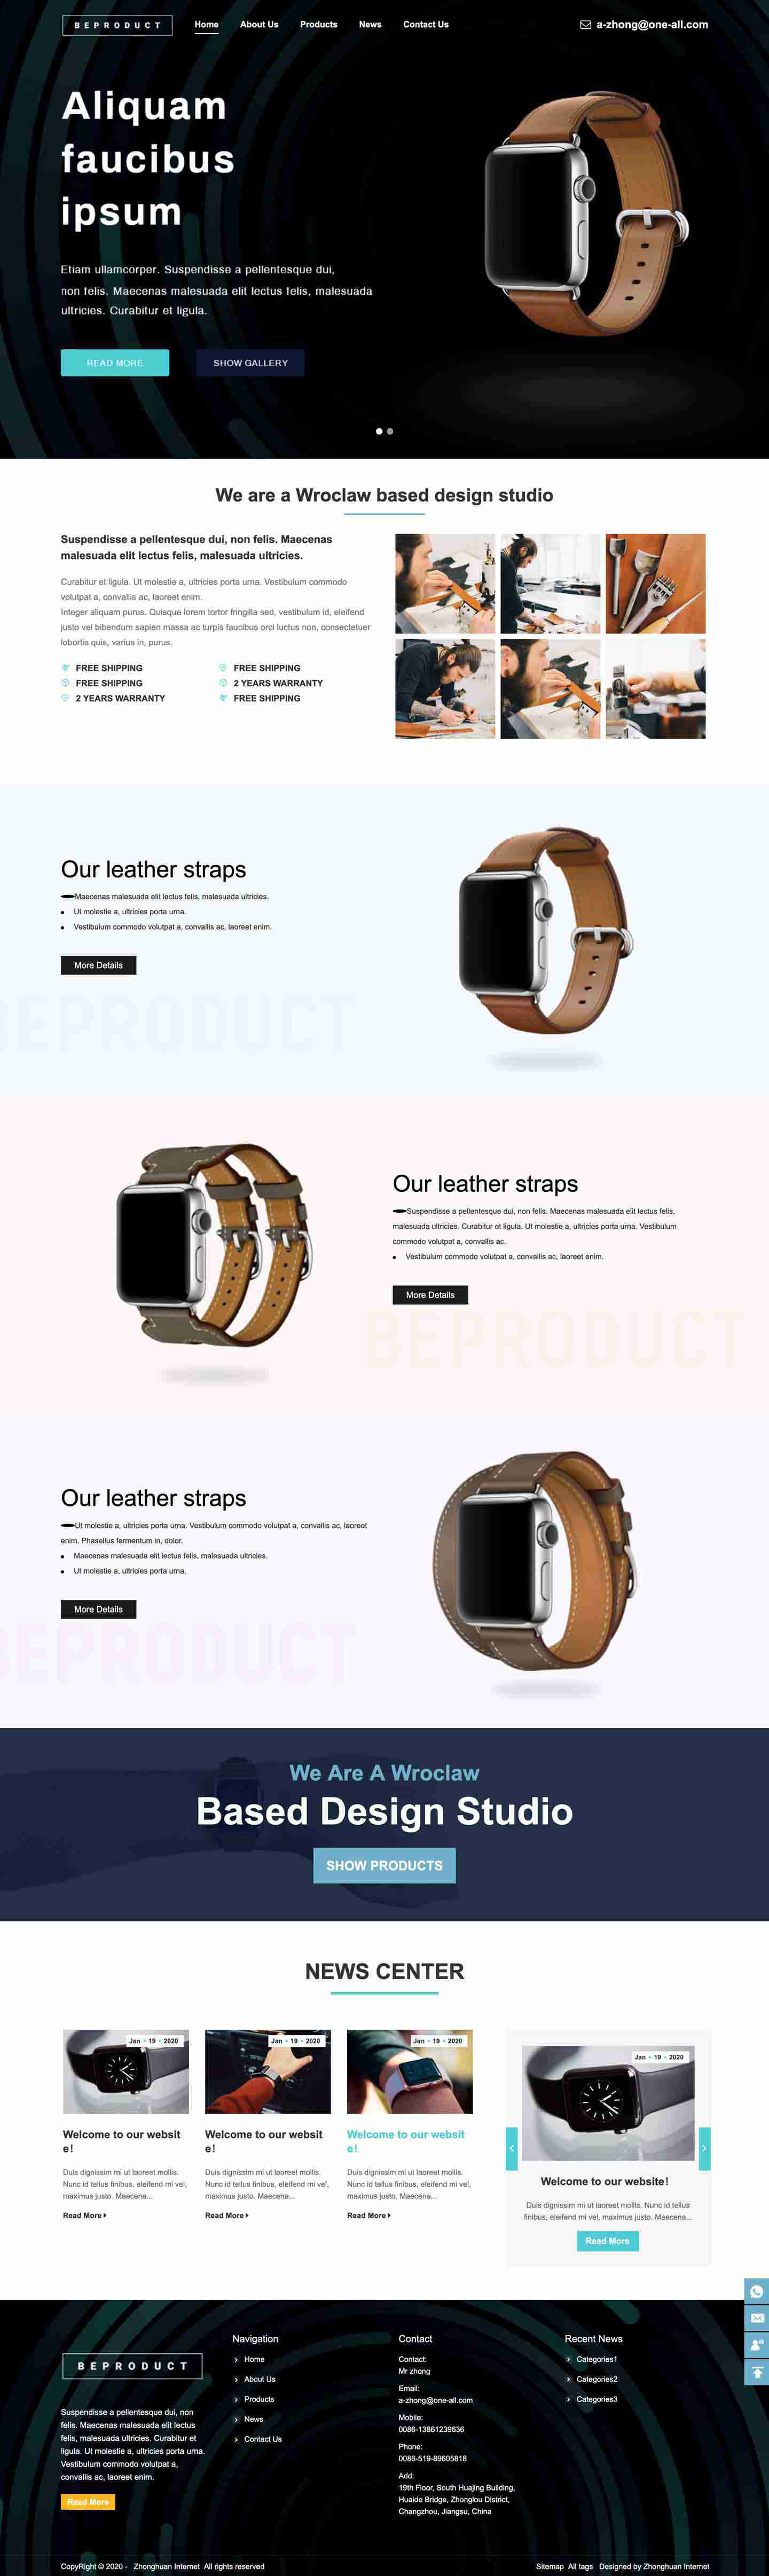 BEPRODUCT
Home About Us Products News Contact Us
a-zhong@one-all.com
Aliquam
faucibus
ipsum
Etiam ullamcorper. Suspendisse a pellentesque dui,
non felis. Maecenas malesuada elit lectus felis, malesuada
ultricies. Curabitur et ligula.
READ MORE
SHOW GALLERY
We are a Wroclaw based design studio
Suspendisse a pellentesque dui, non felis. Maecenas
malesuada elit lectus felis, malesuada ultricies.
Curabitur et ligula. Ut molestie a, ultricies porta urna. Vestibulum commodo
volutpat a, convallis ac, laoreet enim.
Integer aliquam purus. Quisque lorem tortor fringilla sed, vestibulum id, eleifend
justo vel bibendum sapien massa ac turpis faucibus orci luctus non, consectetuer
lobortis quis, varius in, purus.
FREE SHIPPING
FREE SHIPPING
FREE SHIPPING
2 YEARS WARRANTY
2 YEARS WARRANTY
FREE SHIPPING
Our leather straps
Maecenas malesuada elit lectus felis, malesuada ultricies.
Ut molestie a, ultricies porta urna.
Vestibulum commodo volutpat a, convallis ac, laoreet enim.
More Details
BEPRODUCT
Our leather straps
Suspendisse a pellentesque dui, non felis. Maecenas malesuada elit lectus felis,
malesuada ultricies. Curabitur et ligula. Ut molestie a, ultricies porta urna. Vestibulum
commodo volutpat a, convallis ac.
Vestibulum commodo volutpat a, convallis ac, laoreet enim.
More Details
BEPRODUCT
Our leather straps
Ut molestie a, ultricies porta urna. Vestibulum commodo volutpat a, convallis ac, laoreet
enim. Phasellus fermentum in, dolor.
Maecenas malesuada elit lectus felis, malesuada ultricies.
Ut molestie a, ultricies porta urna.
More Details
BEPRODUCT
We Are A Wroclaw
Based Design Studio
SHOW PRODUCTS
NEWS CENTER
Jan • 19 • 2020
Welcome to our websit
e!
Duis dignissim mi ut laoreet mollis.
Nunc id tellus finibus, eleifend mi vel,
maximus justo. Maecena...
Read More
Jan • 19 • 2020
Welcome to our websit
e!
Duis dignissim mi ut laoreet mollis.
Nunc id tellus finibus, eleifend mi vel,
maximus justo. Maecena...
Read More
Jan • 19 • 2020
Welcome to our websit
e!
Duis dignissim mi ut laoreet mollis.
Nunc id tellus finibus, eleifend mi vel,
maximus justo. Maecena...
Read More
Jan • 19 • 2020
Welcome to our website!
Duis dignissim mi ut laoreet mollis. Nunc id tellus
finibus, eleifend mi vel, maximus justo. Maecena...
Read More
BEPRODUCT
Suspendisse a pellentesque dui, non
felis. Maecenas malesuada elit lectus
felis, malesuada ultricies. Curabitur et
ligula. Ut molestie a, ultricies porta urna.
Vestibulum commodo volutpat a,
convallis ac, laoreet enim.
Read More
Navigation
Home
About Us
Products
News
Contact Us
Contact
Contact:
Mr zhong
Email:
a-zhong@one-all.com
Mobile:
0086-13861239636
Phone:
0086-519-89605818
Add:
19th Floor, South Huajing Building,
Huaide Bridge, Zhonglou District,
Changzhou, Jiangsu, China
Recent News
Categories1
Categories2
Categories3
CopyRight © 2020 - Zhonghuan Internet All rights reserved
Sitemap All tags Designed by Zhonghuan Internet